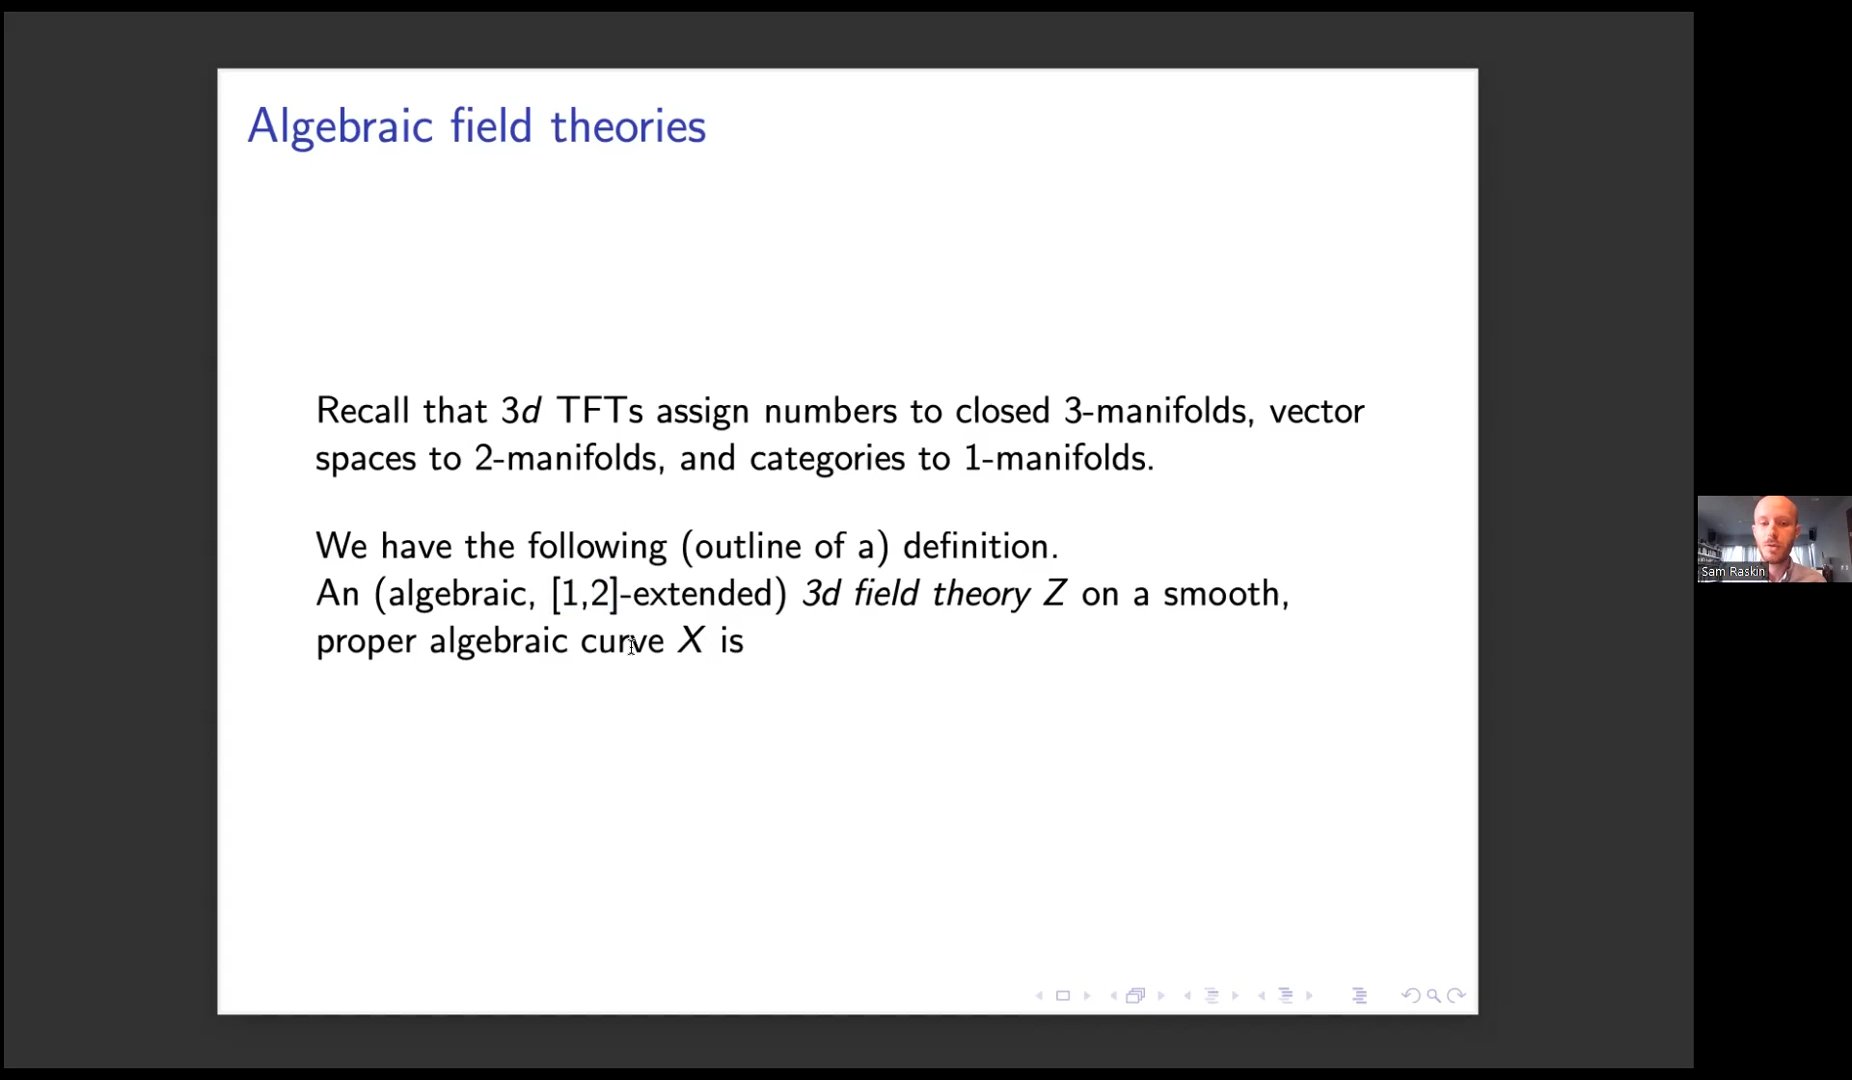 Algebraic field theories
Recall that 3d TFTs assign numbers to closed 3-manifolds, vector
spaces to 2-manifolds, and categories to 1-manifolds.
We have the following (outline of a) definition.
An (algebraic, [1,2]-extended) 3d field theory Z on a smooth,
proper algebraic curve X is
Sam Raskin